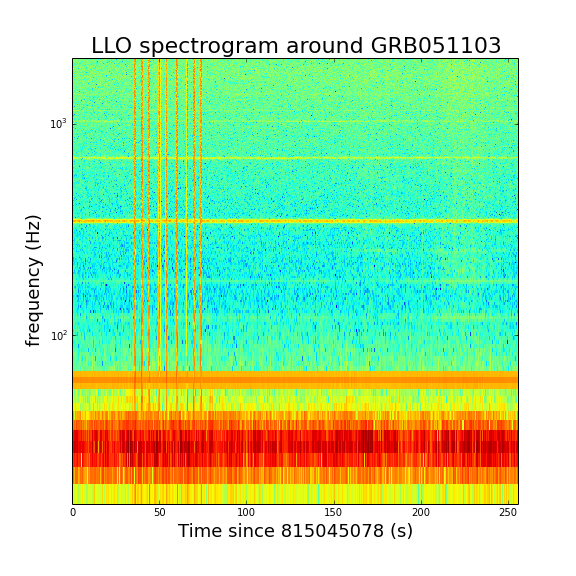 LLO spectrogram around GRB051103
10³
10²
frequency (Hz)
0 50 100 150 200 250
Time since 815045078 (s)